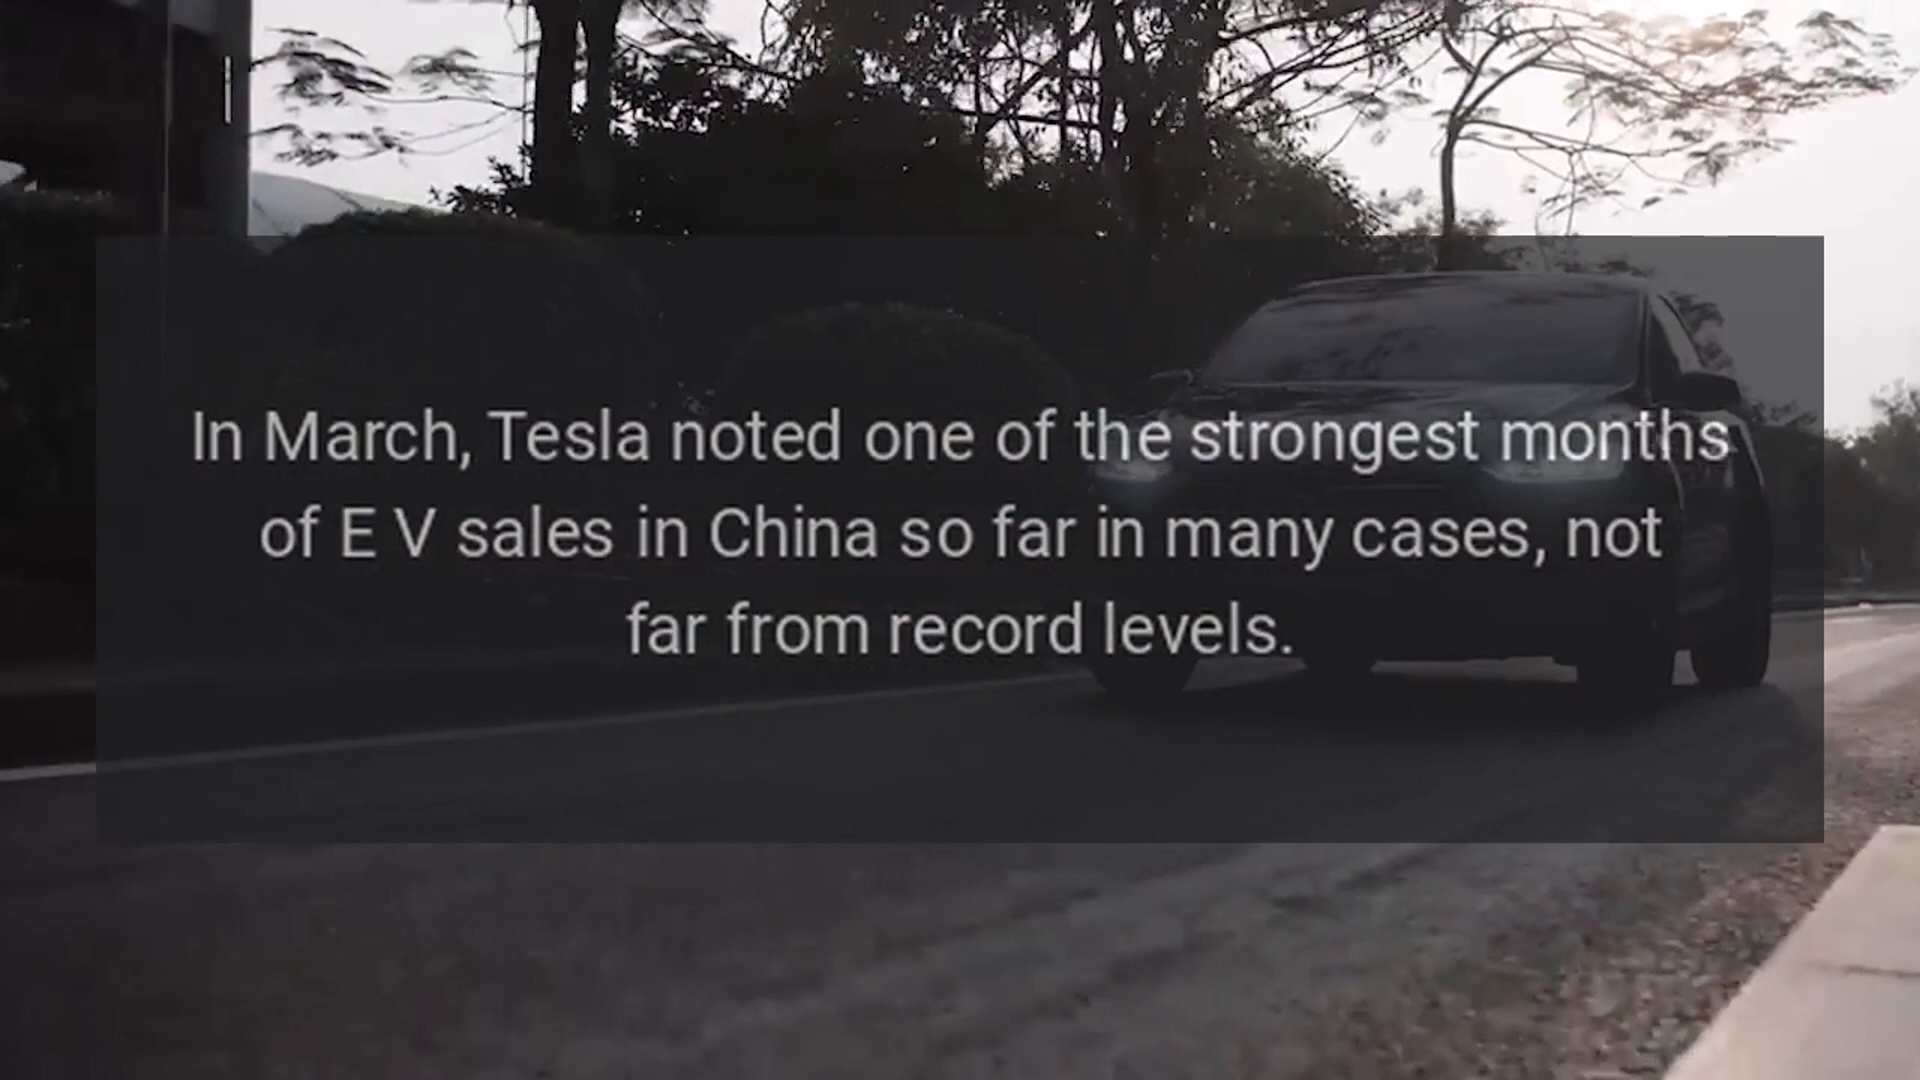 In March, Tesla noted one of the strongest months
of E V sales in China so far in many cases, not
far from record levels.